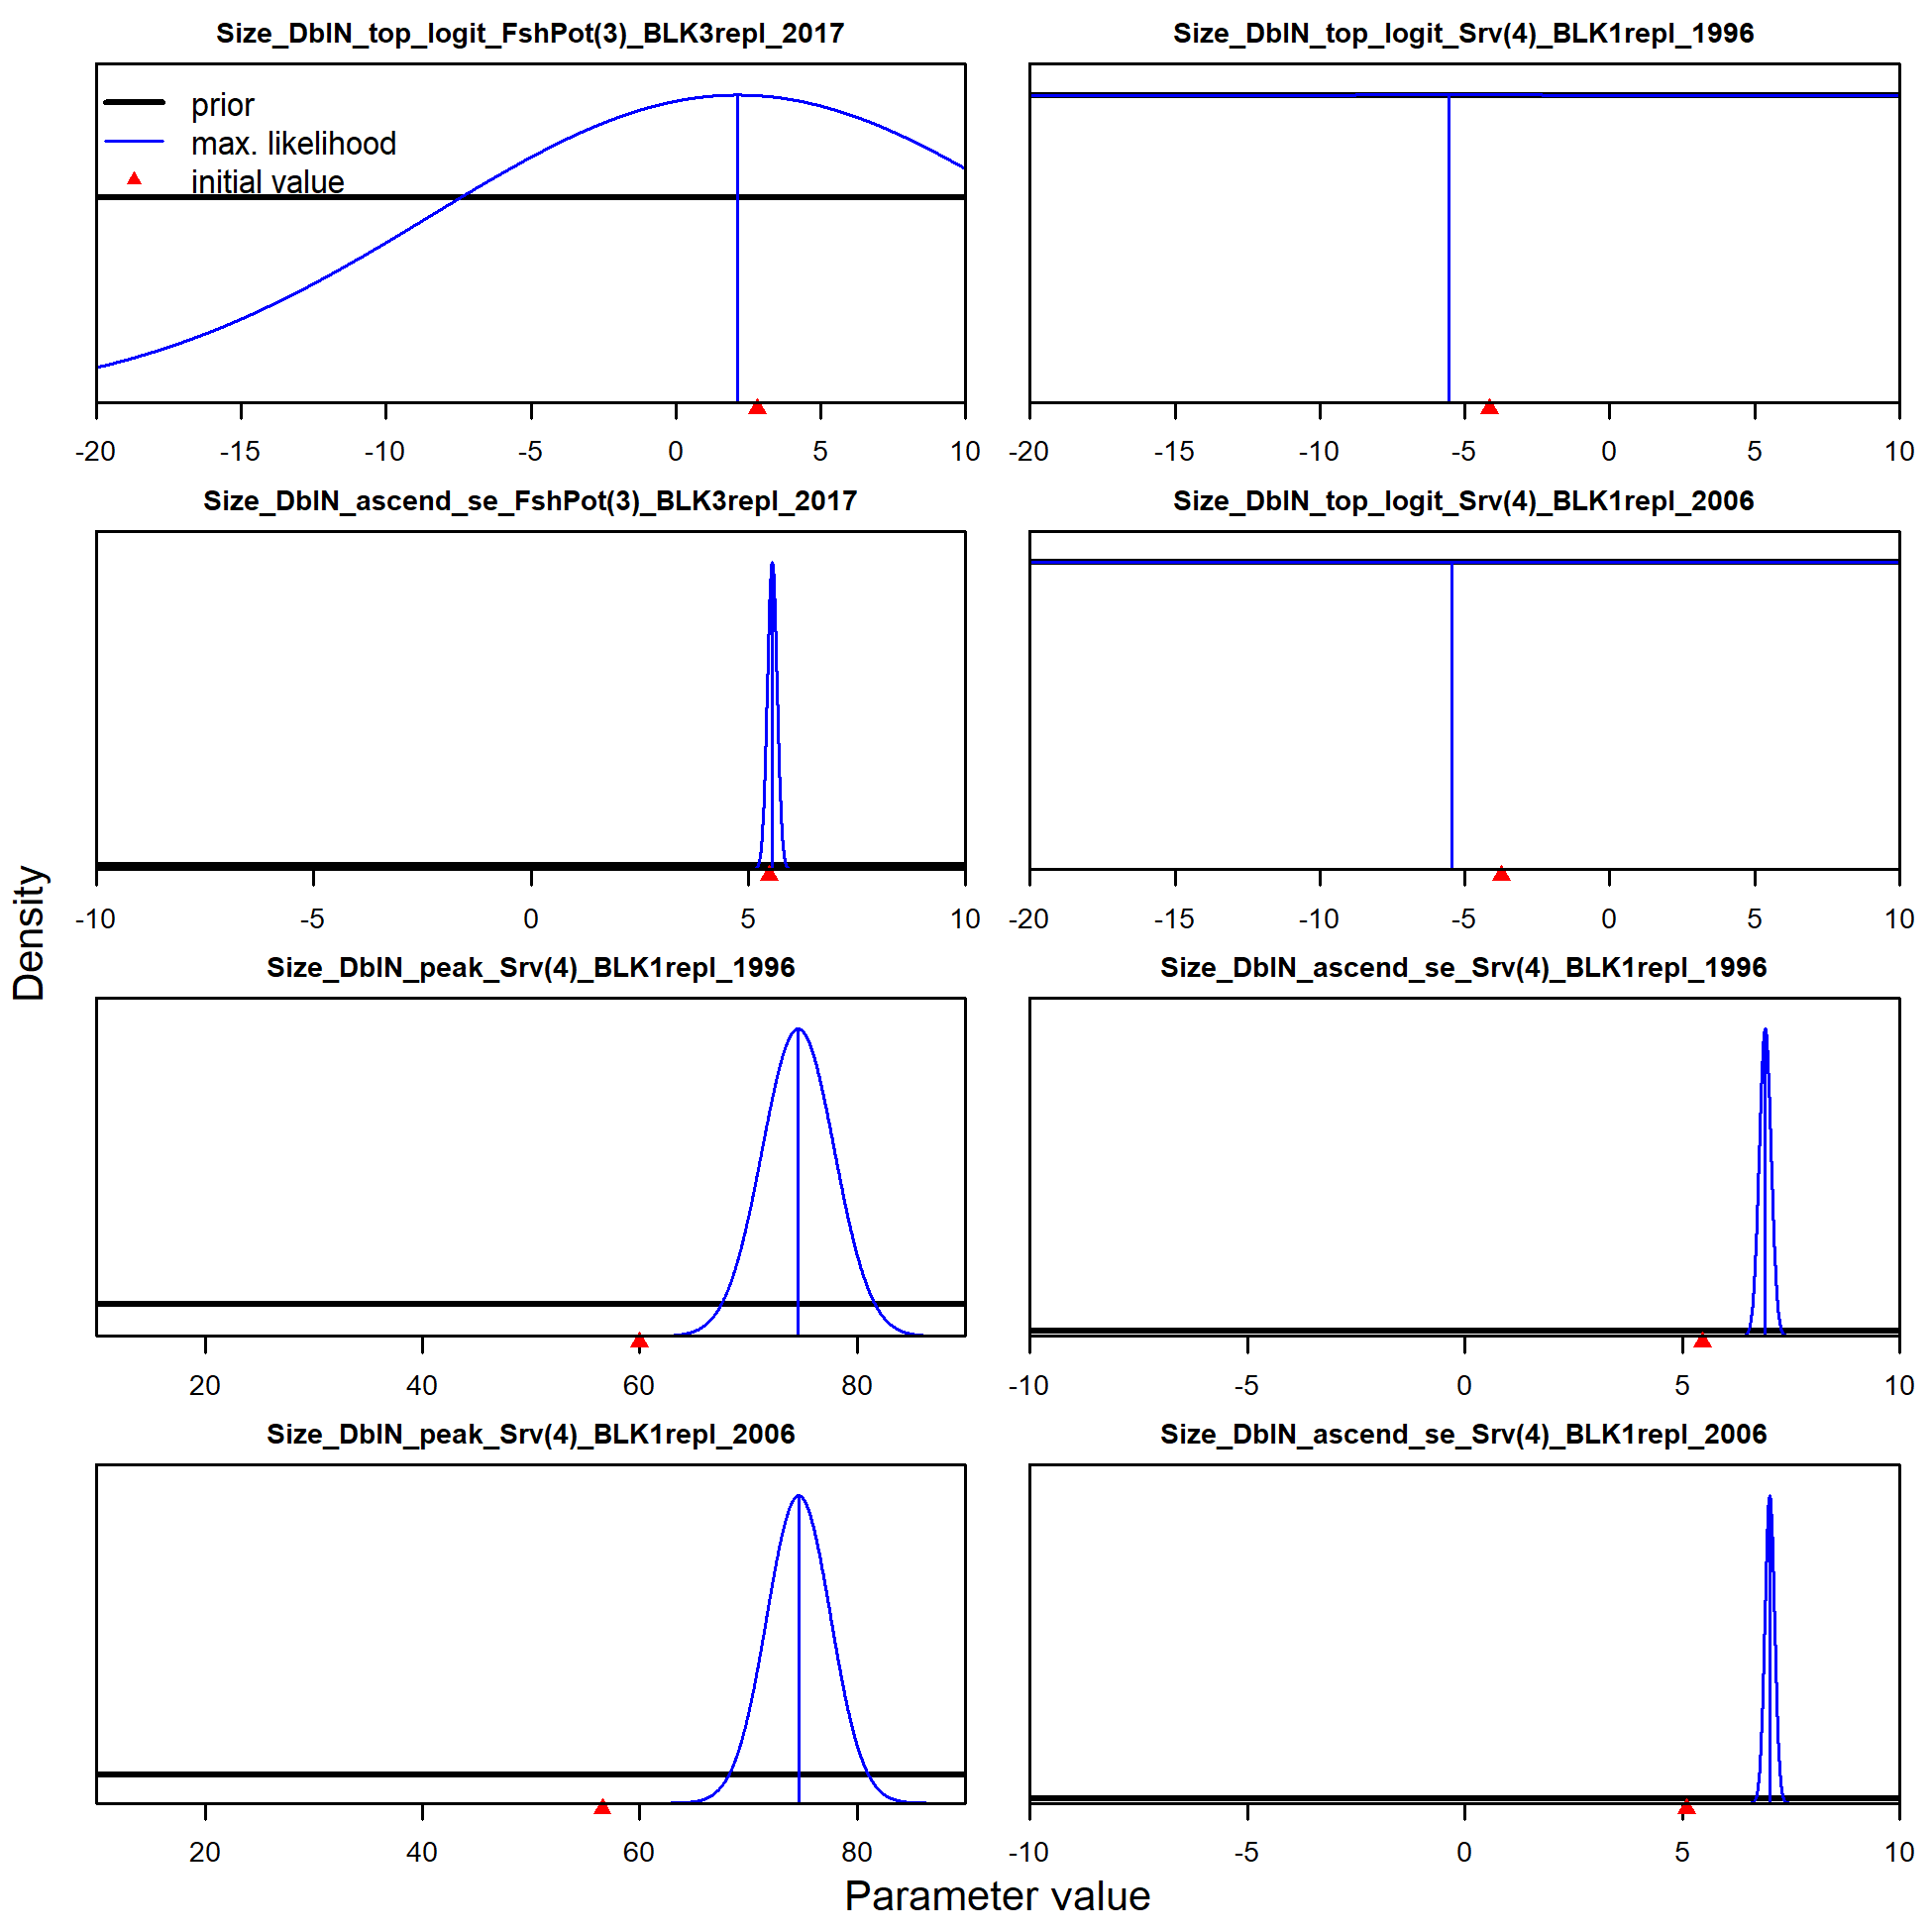 Size_DblN_top_logit_FshPot(3)_BLK3repl_2017
prior
max. likelihood
initial value
-20 -15 -10 -5 0 5 10
Size_DblN_top_logit_Srv(4)_BLK1repl_1996
-20 -15 -10 -5 0 5 10
Size_DblN_ascend_se_FshPot(3)_BLK3repl_2017
-10 -5 0 5 10
Size_DblN_top_logit_Srv(4)_BLK1repl_2006
-20 -15 -10 -5 0 5 10
Size_DblN_peak_Srv(4)_BLK1repl_1996
20 40 60 80
Size_DblN_ascend_se_Srv(4)_BLK1repl_1996
-10 -5 0 5 10
Size_DblN_peak_Srv(4)_BLK1repl_2006
20 40 60 80
Size_DblN_ascend_se_Srv(4)_BLK1repl_2006
-10 -5 0 5 10
Density
Parameter value